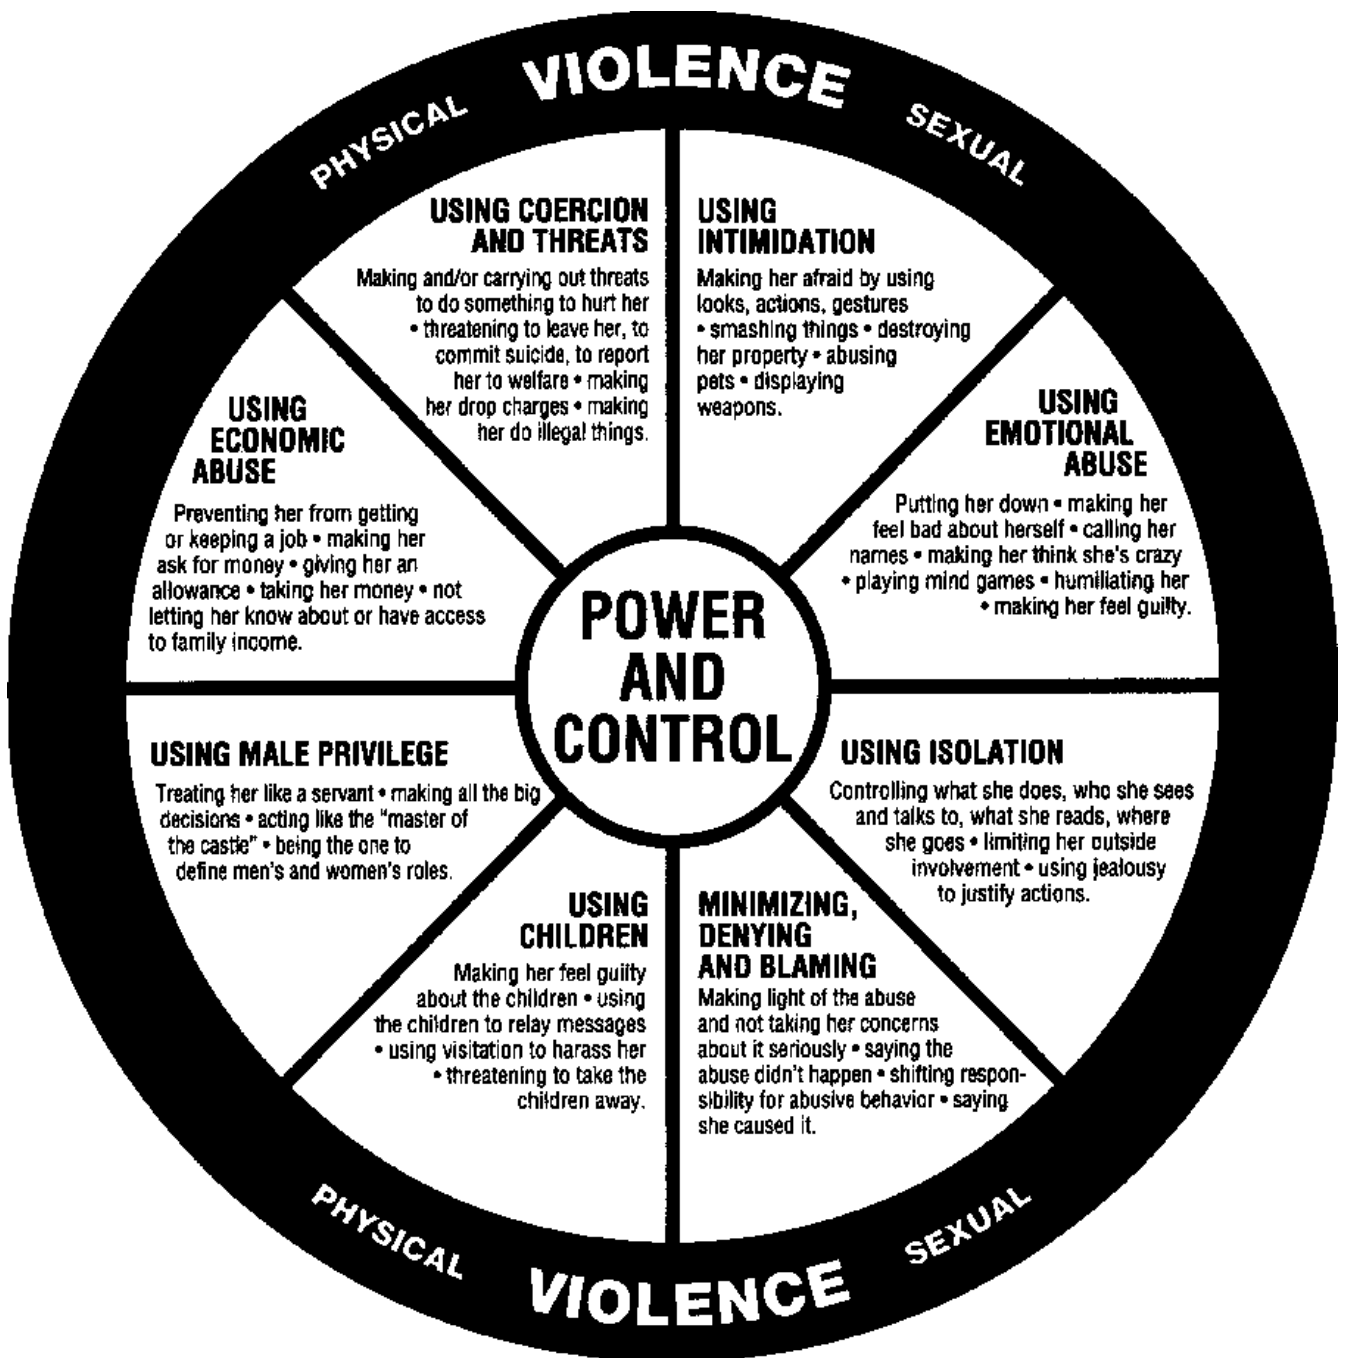 VIOLENCE
PHYSICAL
SEXUAL
USING COERCION
AND THREATS
Making and/or carrying out threats
to do something to hurt her
• threatening to leave her, to
commit suicide, to report
her to welfare • making
her drop charges • making
her do illegal things.
USING
INTIMIDATION
Making her afraid by using
looks, actions, gestures
• smashing things • destroying
her property • abusing
pets • displaying
weapons.
USING
EMOTIONAL
ABUSE
Putting her down • making her
feel bad about herself • calling her
names • making her think she's crazy
• playing mind games • humiliating her
• making her feel guilty.
USING ISOLATION
Controlling what she does, who she sees
and talks to, what she reads, where
she goes • limiting her outside
involvement • using jealousy
to justify actions.
MINIMIZING,
DENYING
AND BLAMING
Making light of the abuse
and not taking her concerns
about it seriously • saying the
abuse didn't happen • shifting respon-
sibility for abusive behavior • saying
she caused it.
USING
CHILDREN
Making her feel guilty
about the children • using
the children to relay messages
• using visitation to harass her
• threatening to take the
children away.
USING MALE PRIVILEGE
Treating her like a servant • making all the big
decisions • acting like the "master of
the castle" • being the one to
define men's and women's roles.
USING
ECONOMIC
ABUSE
Preventing her from getting
or keeping a job • making her
ask for money • giving her an
allowance • taking her money • not
letting her know about or have access
to family income.
POWER
AND
CONTROL
PHYSICAL
VIOLENCE
SEXUAL